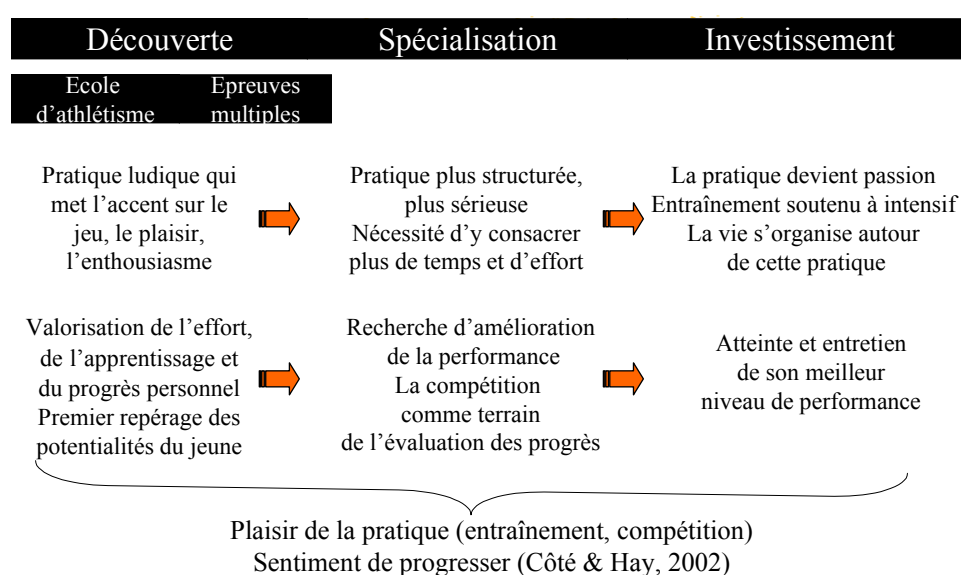 Découverte
Spécialisation
Investissement
Ecole
d’athlétisme
Epreuves
multiples
Pratique ludique qui
met l’accent sur le
jeu, le plaisir,
l’enthousiasme
Pratique plus structurée,
plus sérieuse
Nécessité d’y consacrer
plus de temps et d’effort
La pratique devient passion
Entraînement soutenu à intensif
La vie s’organise autour
de cette pratique
Valorisation de l’effort,
de l’apprentissage et
du progrès personnel
Premier repérage des
potentialités du jeune
Recherche d’amélioration
de la performance
La compétition
comme terrain
de l’évaluation des progrès
Atteinte et entretien
de son meilleur
niveau de performance
Plaisir de la pratique (entraînement, compétition)
Sentiment de progresser (Côté & Hay, 2002)